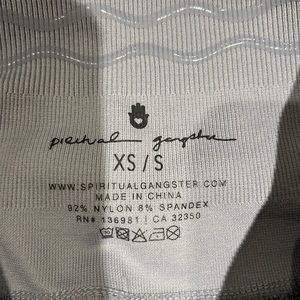 spiritual gangster
XS / S
WWW.SPIRITUALGANGSTER.COM
MADE IN CHINA
92% NYLON 8% SPANDEX
RN# 136981 | CA 32350